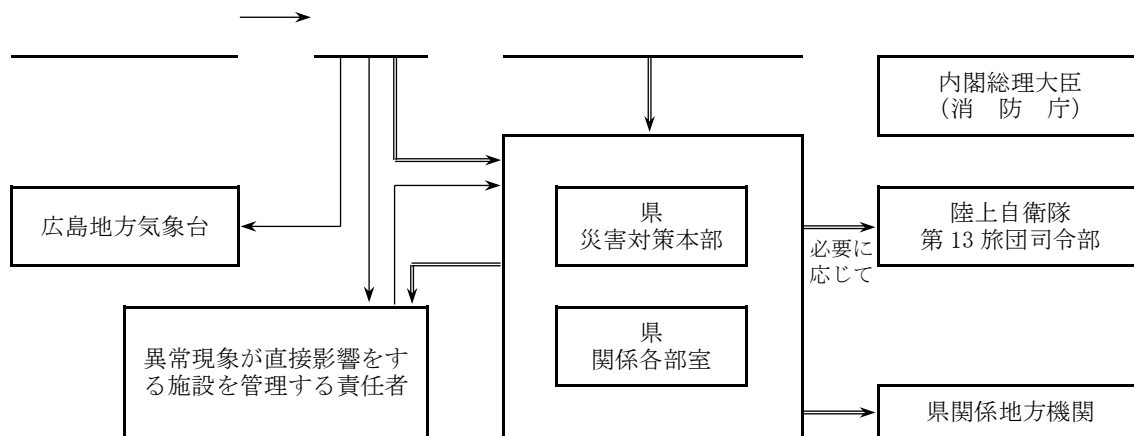 内閣総理大臣
（消　防　庁）
広島地方気象台
県
災害対策本部
陸上自衛隊
第 13 旅団司令部
必要に
応じて
県
関係各部室
異常現象が直接影響をす
る施設を管理する責任者
県関係地方機関